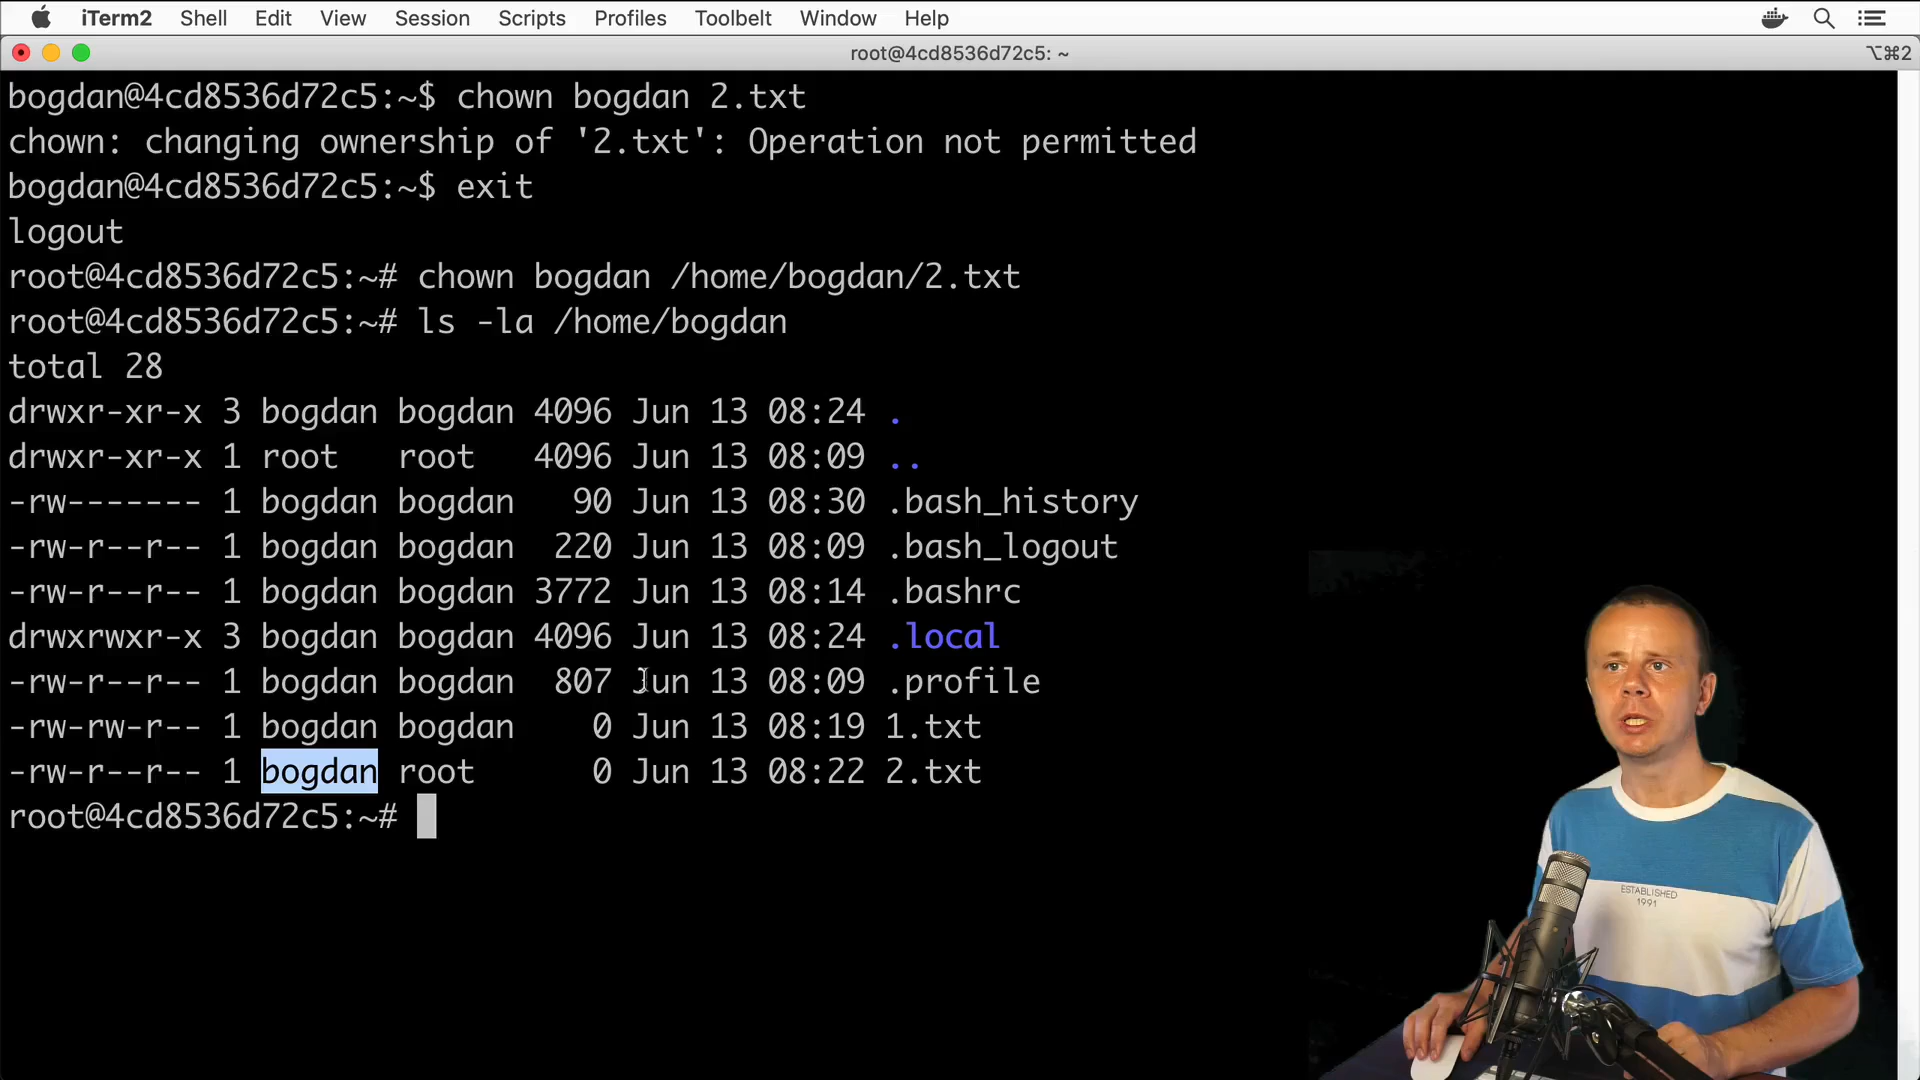 iTerm2 Shell Edit View Session Scripts Profiles Toolbelt Window Help
root@4cd8536d72c5: ~ ⌥⌘2
bogdan@4cd8536d72c5:~$ chown bogdan 2.txt
chown: changing ownership of '2.txt': Operation not permitted
bogdan@4cd8536d72c5:~$ exit
logout
root@4cd8536d72c5:~# chown bogdan /home/bogdan/2.txt
root@4cd8536d72c5:~# ls -la /home/bogdan
total 28
drwxr-xr-x 3 bogdan bogdan 4096 Jun 13 08:24 .
drwxr-xr-x 1 root   root   4096 Jun 13 08:09 ..
-rw------- 1 bogdan bogdan   90 Jun 13 08:30 .bash_history
-rw-r--r-- 1 bogdan bogdan  220 Jun 13 08:09 .bash_logout
-rw-r--r-- 1 bogdan bogdan 3772 Jun 13 08:14 .bashrc
drwxrwxr-x 3 bogdan bogdan 4096 Jun 13 08:24 .local
-rw-r--r-- 1 bogdan bogdan  807 Jun 13 08:09 .profile
-rw-rw-r-- 1 bogdan bogdan    0 Jun 13 08:19 1.txt
-rw-r--r-- 1 bogdan root      0 Jun 13 08:22 2.txt
root@4cd8536d72c5:~#
ESTABLISHED
1991